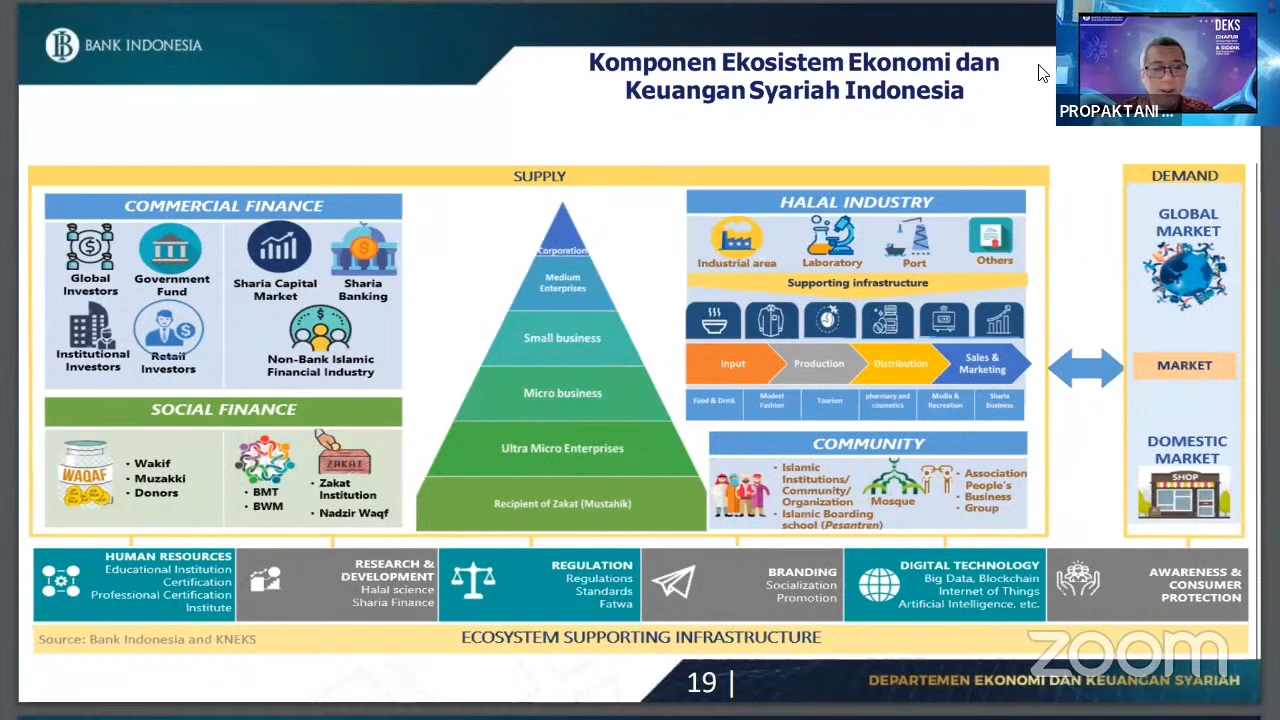 BANK INDONESIA
Komponen Ekosistem Ekonomi dan
Keuangan Syariah Indonesia
DEKS
CHAFUR
& SIDDIK
PROPAKTANI ...
SUPPLY
COMMERCIAL FINANCE
Global
Investors
Government
Fund
Sharia Capital
Market
Sharia
Banking
Institutional
Investors
Retail
Investors
Non-Bank Islamic
Financial Industry
SOCIAL FINANCE
WAQAF
• Wakif
• Muzakki
• Donors
• BMT
• BWM
ZAKAT
• Zakat
Institution
• Nadzir Waqf
Corporation
Medium
Enterprises
Small business
Micro business
Ultra Micro Enterprises
Recipient of Zakat (Mustahik)
HALAL INDUSTRY
Industrial area
Laboratory
Port
Others
Supporting infrastructure
Input
Production
Distribution
Sales &
Marketing
Food & Drink
Modest
Fashion
Tourism
pharmacy and
cosmetics
Media &
Recreation
Sharia
Business
COMMUNITY
• Islamic
Institutions/
Community/
Organization
• Islamic Boarding
school (Pesantren)
Mosque
• Association
People's
• Business
• Group
DEMAND
GLOBAL
MARKET
MARKET
DOMESTIC
MARKET
SHOP
HUMAN RESOURCES
Educational Institution
Certification
Professional Certification
Institute
RESEARCH &
DEVELOPMENT
Halal science
Sharia Finance
REGULATION
Regulations
Standards
Fatwa
BRANDING
Socialization
Promotion
DIGITAL TECHNOLOGY
Big Data, Blockchain
Internet of Things
Artificial Intelligence, etc.
AWARENESS &
CONSUMER
PROTECTION
Source: Bank Indonesia and KNEKS
ECOSYSTEM SUPPORTING INFRASTRUCTURE
zoom
19 |
DEPARTEMEN EKONOMI DAN KEUANGAN SYARIAH